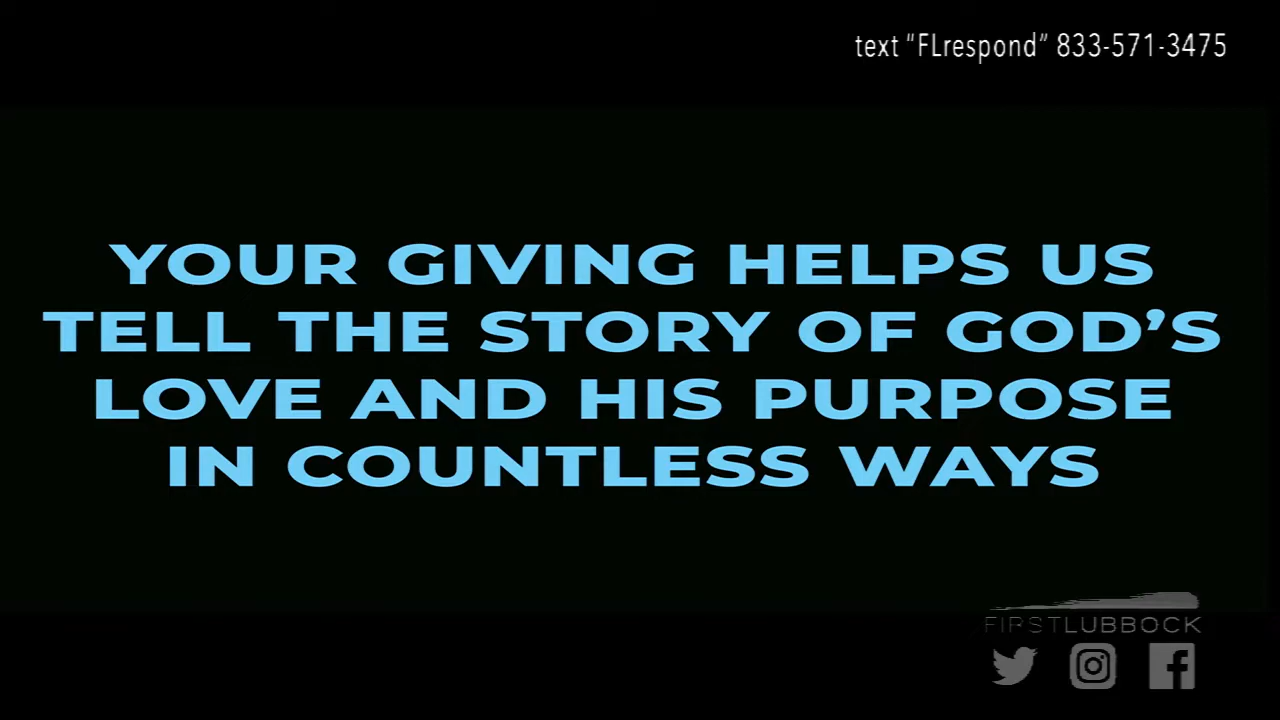 text “FLrespond” 833-571-3475
YOUR GIVING HELPS US
TELL THE STORY OF GOD’S
LOVE AND HIS PURPOSE
IN COUNTLESS WAYS
FIRSTLUBBOCK